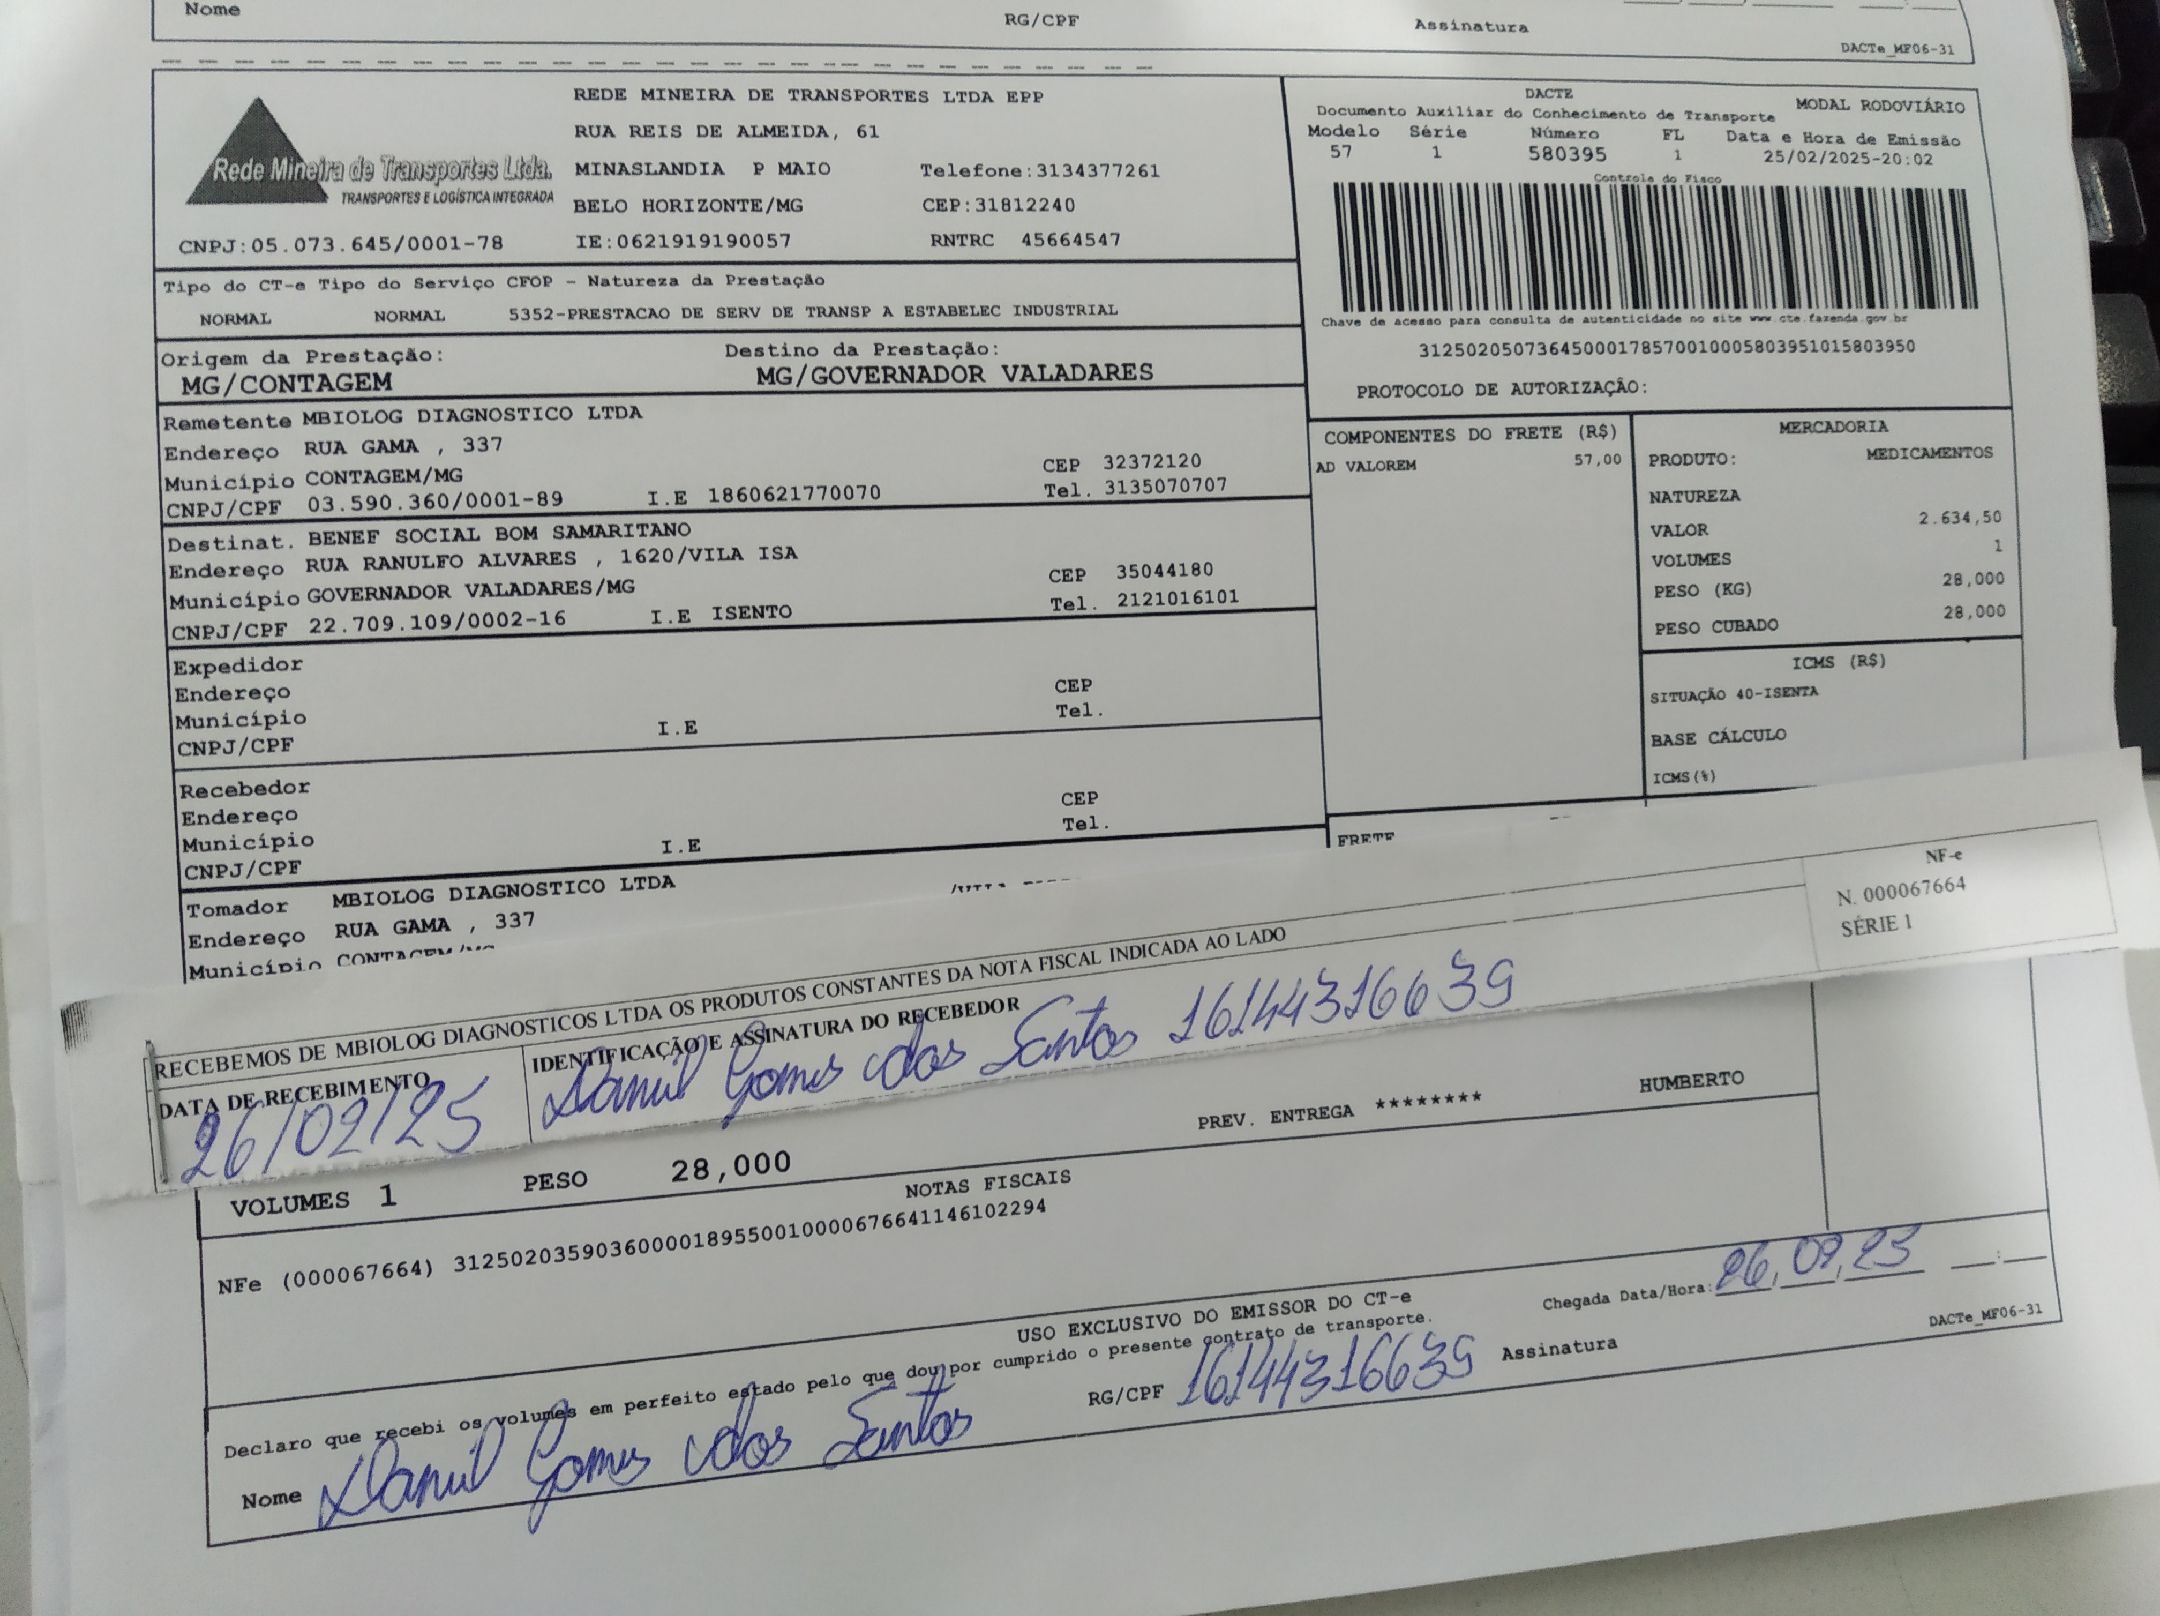 Nome RG/CPF Assinatura
DACTe_MF06-31
Rede Mineira de Transportes Ltda.
TRANSPORTES E LOGÍSTICA INTEGRADA
CNPJ:05.073.645/0001-78
REDE MINEIRA DE TRANSPORTES LTDA EPP
RUA REIS DE ALMEIDA, 61
MINASLANDIA P MAIO Telefone:3134377261
BELO HORIZONTE/MG CEP:31812240
IE:0621919190057 RNTRC 45664547
DACTE
Documento Auxiliar do Conhecimento de Transporte MODAL RODOVIÁRIO
Modelo Série Número FL Data e Hora de Emissão
57 1 580395 1 25/02/2025-20:02
Controle do Fisco
Chave de acesso para consulta de autenticidade no site www.cte.fazenda.gov.br
31250205073645000178570010005803951015803950
PROTOCOLO DE AUTORIZAÇÃO:
Tipo do CT-e Tipo do Serviço CFOP - Natureza da Prestação
NORMAL NORMAL 5352-PRESTACAO DE SERV DE TRANSP A ESTABELEC INDUSTRIAL
Origem da Prestação: Destino da Prestação:
MG/CONTAGEM MG/GOVERNADOR VALADARES
Remetente MBIOLOG DIAGNOSTICO LTDA
Endereço RUA GAMA , 337
Município CONTAGEM/MG CEP 32372120
CNPJ/CPF 03.590.360/0001-89 I.E 1860621770070 Tel. 3135070707
Destinat. BENEF SOCIAL BOM SAMARITANO
Endereço RUA RANULFO ALVARES , 1620/VILA ISA
Município GOVERNADOR VALADARES/MG CEP 35044180
CNPJ/CPF 22.709.109/0002-16 I.E ISENTO Tel. 2121016101
Expedidor
Endereço CEP
Município Tel.
CNPJ/CPF I.E
Recebedor
Endereço CEP
Município Tel.
CNPJ/CPF I.E
Tomador MBIOLOG DIAGNOSTICO LTDA
Endereço RUA GAMA , 337
Município CONTAGEM/MG
COMPONENTES DO FRETE (R$)
AD VALOREM 57,00
MERCADORIA
PRODUTO: MEDICAMENTOS
NATUREZA
VALOR 2.634,50
VOLUMES 1
PESO (KG) 28,000
PESO CUBADO 28,000
ICMS (R$)
SITUAÇÃO 40-ISENTA
BASE CÁLCULO
ICMS(%)
FRETE
RECEBEMOS DE MBIOLOG DIAGNOSTICOS LTDA OS PRODUTOS CONSTANTES DA NOTA FISCAL INDICADA AO LADO
NF-e
N. 000067664
SÉRIE 1
DATA DE RECEBIMENTO IDENTIFICAÇÃO E ASSINATURA DO RECEBEDOR
26/02/25 Daniel Gomes dos Santos 16144316639
PREV. ENTREGA ******** HUMBERTO
VOLUMES 1 PESO 28,000
NOTAS FISCAIS
NFe (000067664) 31250203590360000189550010000676641146102294
USO EXCLUSIVO DO EMISSOR DO CT-e
Chegada Data/Hora: 26,02,25 __:__
Declaro que recebi os volumes em perfeito estado pelo que dou por cumprido o presente contrato de transporte.
Nome Daniel Gomes dos Santos RG/CPF 16144316639 Assinatura
DACTe_MF06-31